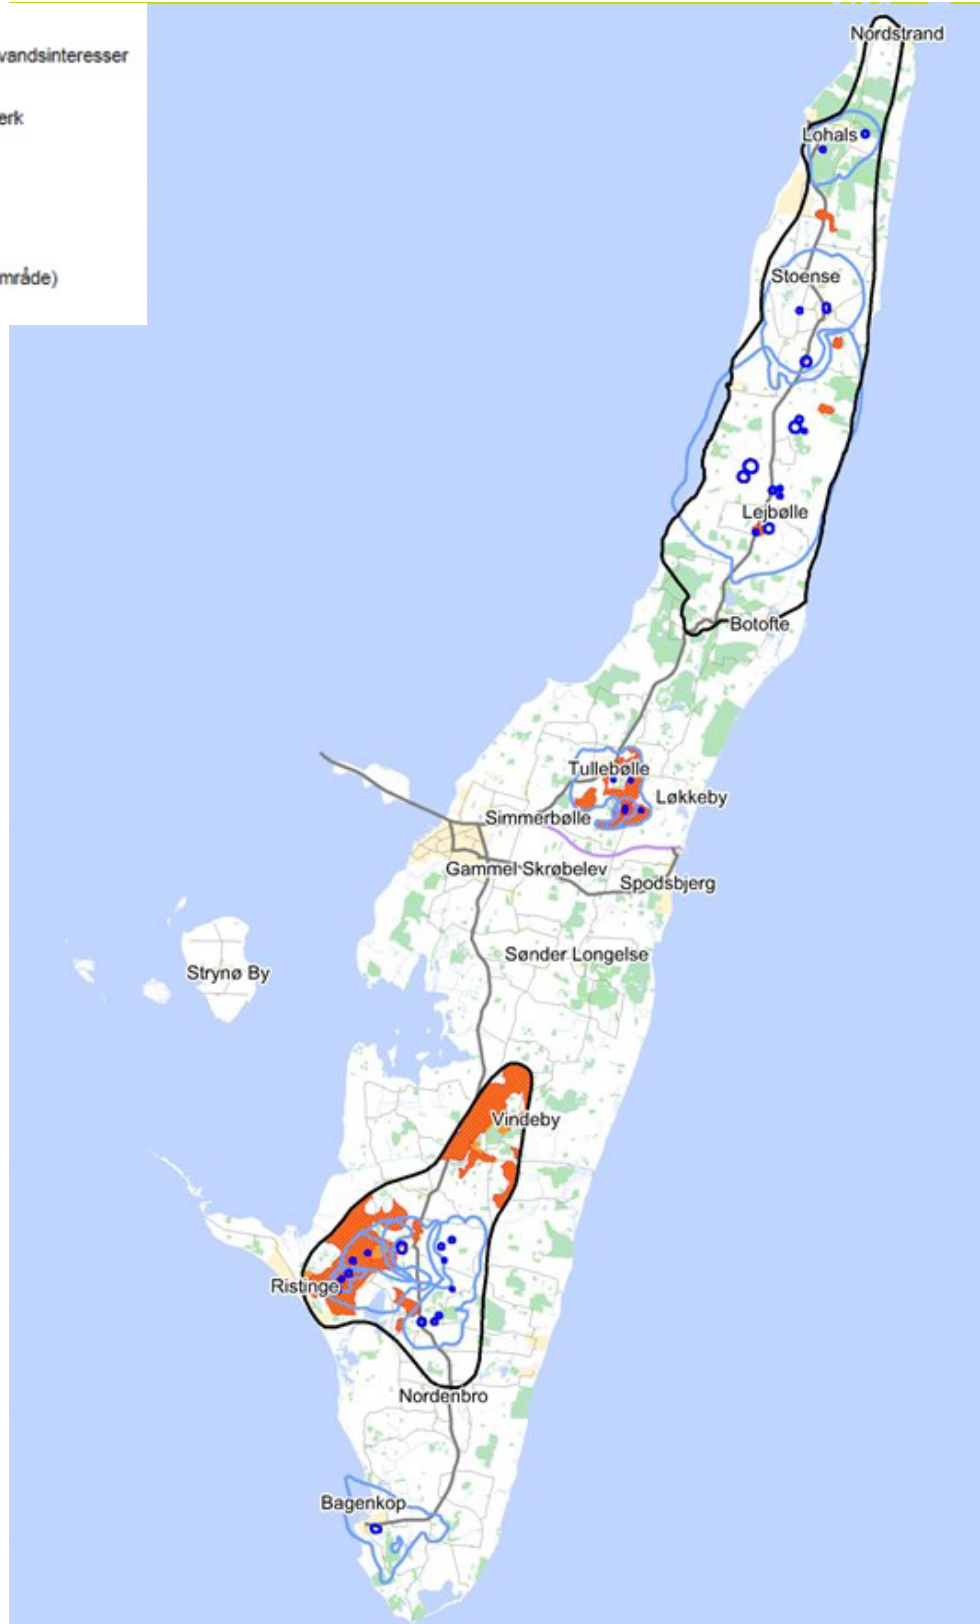 vandsinteresser
erk
mråde)
Nordstrand
Lohals
Stoense
Lejbølle
Botofte
Tullebølle
Løkkeby
Simmerbølle
Gammel Skrøbelev
Spodsbjerg
Sønder Longelse
Strynø By
Vindeby
Ristinge
Nordenbro
Bagenkop